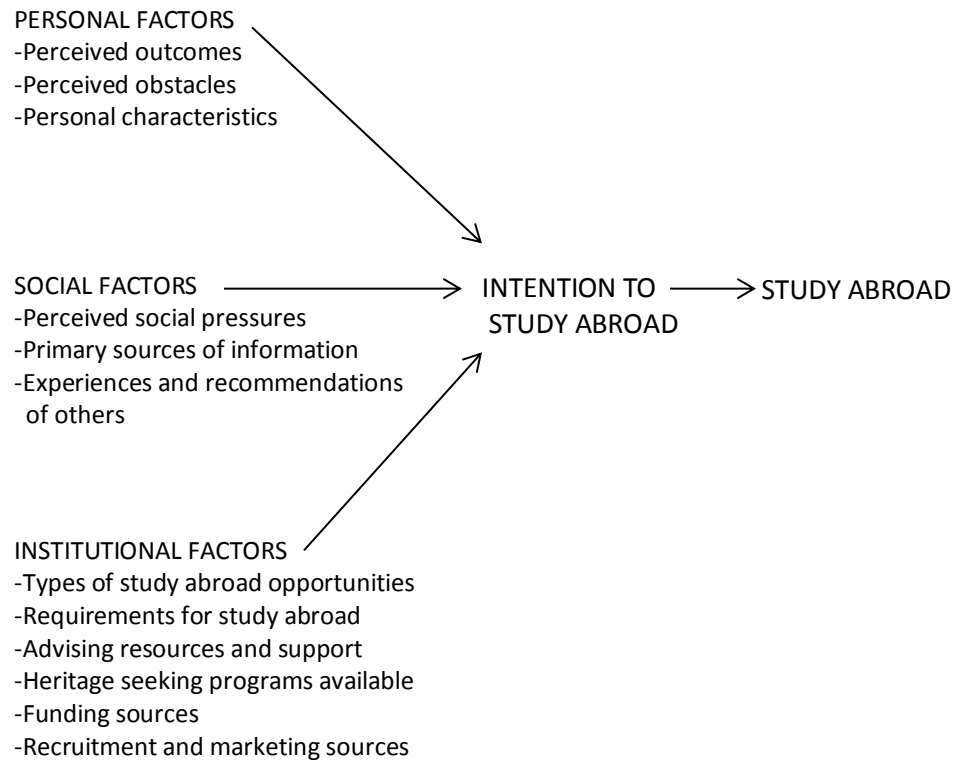 PERSONAL FACTORS
-Perceived outcomes
-Perceived obstacles
-Personal characteristics
SOCIAL FACTORS
-Perceived social pressures
-Primary sources of information
-Experiences and recommendations
of others
INTENTION TO
STUDY ABROAD
STUDY ABROAD
INSTITUTIONAL FACTORS
-Types of study abroad opportunities
-Requirements for study abroad
-Advising resources and support
-Heritage seeking programs available
-Funding sources
-Recruitment and marketing sources